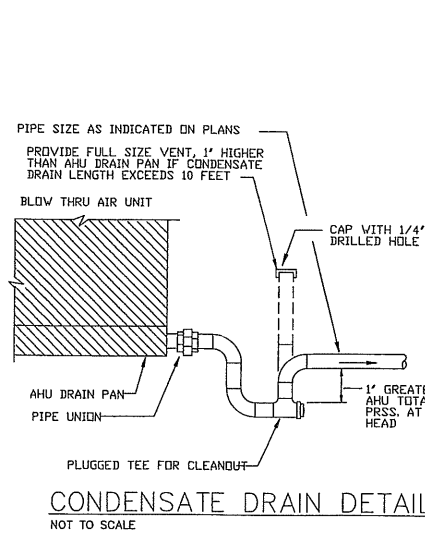 PIPE SIZE AS INDICATED ON PLANS
PROVIDE FULL SIZE VENT, 1" HIGHER
THAN AHU DRAIN PAN IF CONDENSATE
DRAIN LENGTH EXCEEDS 10 FEET
BLOW THRU AIR UNIT
CAP WITH 1/4"
DRILLED HOLE
AHU DRAIN PAN
PIPE UNION
1" GREATE
AHU TOTA
PRSS. AT
HEAD
PLUGGED TEE FOR CLEANOUT
CONDENSATE DRAIN DETAIL
NOT TO SCALE